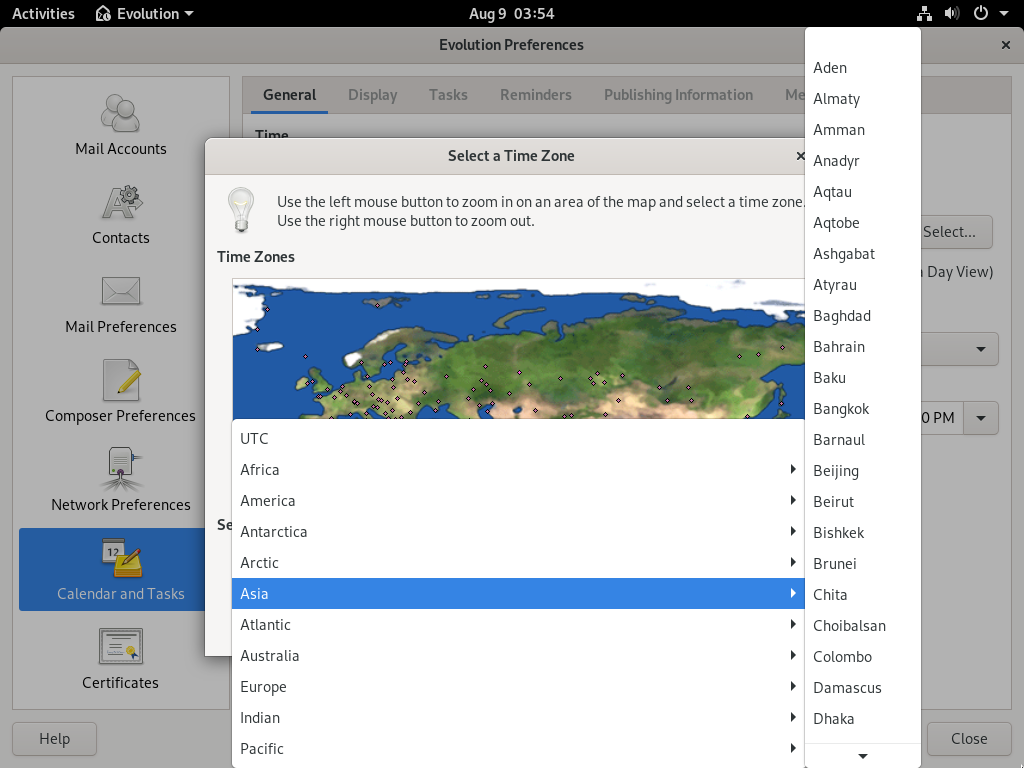 Activities
Evolution
Aug 9 03:54
Evolution Preferences
Mail Accounts
Contacts
Mail Preferences
Composer Preferences
Network Preferences
12
Calendar and Tasks
Certificates
Help
General
Display
Tasks
Reminders
Publishing Information
Me
Time
Select...
Day View)
0 PM
Close
Select a Time Zone
Use the left mouse button to zoom in on an area of the map and select a time zone.
Use the right mouse button to zoom out.
Time Zones
Se
UTC
Africa
America
Antarctica
Arctic
Asia
Atlantic
Australia
Europe
Indian
Pacific
Aden
Almaty
Amman
Anadyr
Aqtau
Aqtobe
Ashgabat
Atyrau
Baghdad
Bahrain
Baku
Bangkok
Barnaul
Beijing
Beirut
Bishkek
Brunei
Chita
Choibalsan
Colombo
Damascus
Dhaka